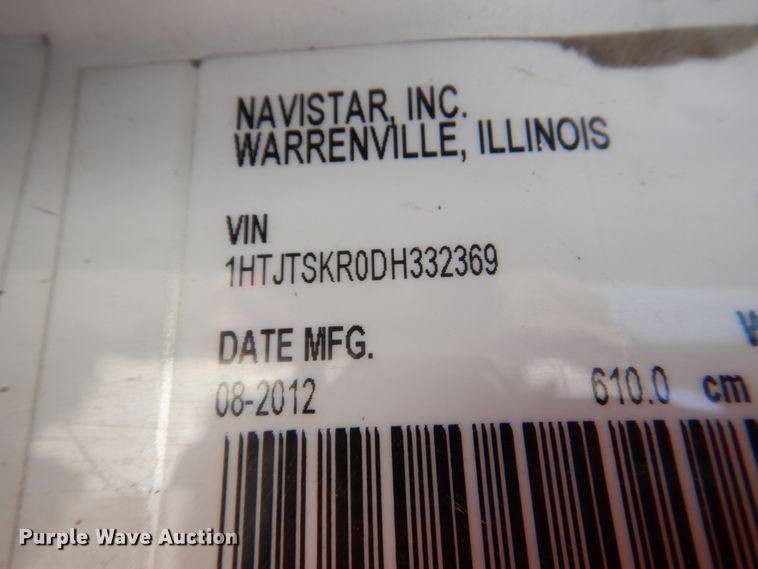 NAVISTAR, INC.
WARRENVILLE, ILLINOIS
VIN
1HTJTSKR0DH332369
DATE MFG.
08-2012
610.0 cm
Purple Wave Auction